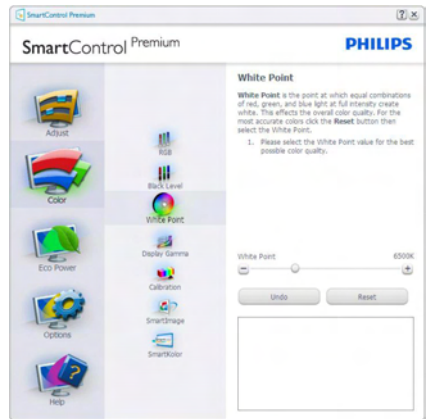 SmartControl Premium
SmartControl Premium
PHILIPS
Adjust
Color
Eco Power
Options
Help
RGB
Black Level
White Point
Display Gamma
Calibration
SmartImage
SmartKolor
White Point
White Point is the point at which equal combinations
of red, green, and blue light at full intensity create
white. This effects the overall color quality. For the
most accurate colors click the Reset button then
select the White Point.
1. Please select the White Point value for the best
possible color quality.
White Point 6500K
Undo Reset